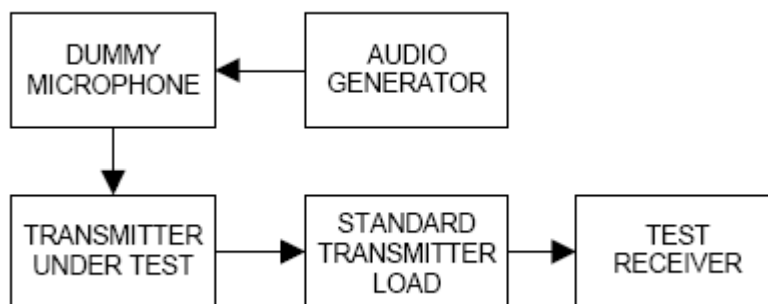 DUMMY
MICROPHONE
AUDIO
GENERATOR
TRANSMITTER
UNDER TEST
STANDARD
TRANSMITTER
LOAD
TEST
RECEIVER